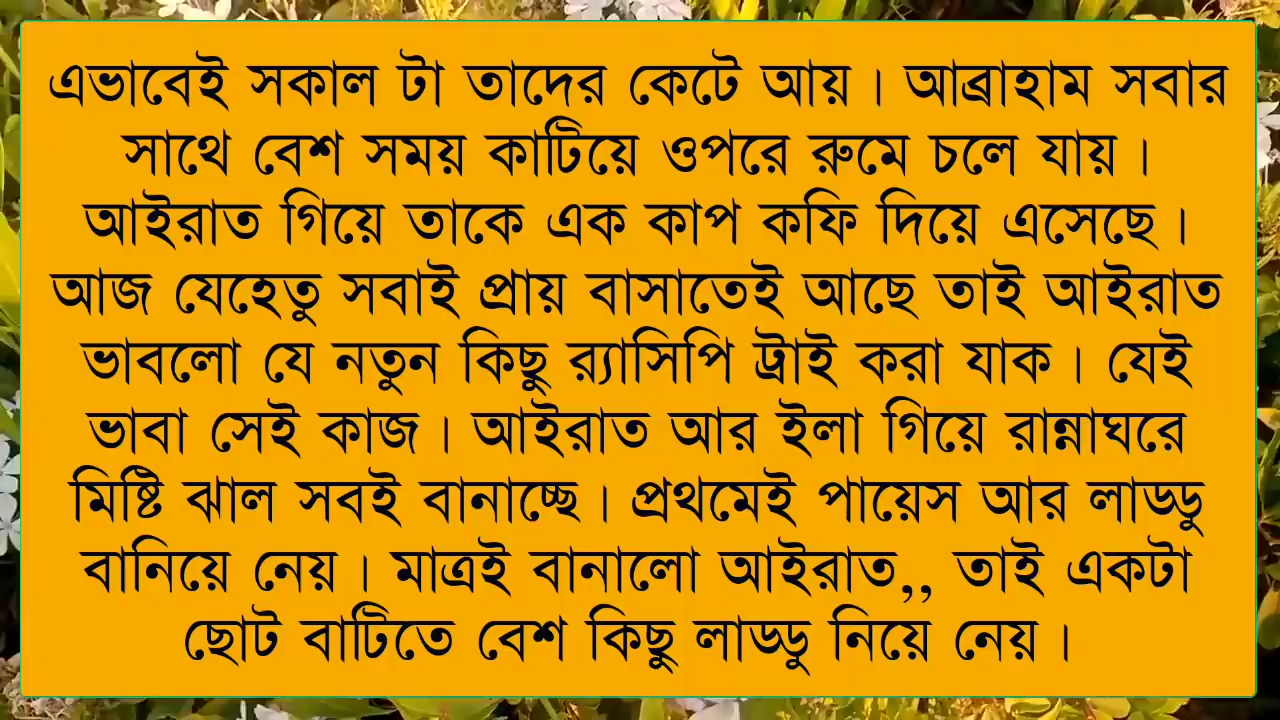 এভাবেই সকাল টা তাদের কেটে আয়। আব্রাহাম সবার
সাথে বেশ সময় কাটিয়ে ওপরে রুমে চলে যায়।
আইরাত গিয়ে তাকে এক কাপ কফি দিয়ে এসেছে।
আজ যেহেতু সবাই প্রায় বাসাতেই আছে তাই আইরাত
ভাবলো যে নতুন কিছু র‍্যাসিপি ট্রাই করা যাক। যেই
ভাবা সেই কাজ। আইরাত আর ইলা গিয়ে রান্নাঘরে
মিষ্টি ঝাল সবই বানাচ্ছে। প্রথমেই পায়েস আর লাড্ডু
বানিয়ে নেয়। মাত্রই বানালো আইরাত,, তাই একটা
ছোট বাটিতে বেশ কিছু লাড্ডু নিয়ে নেয়।